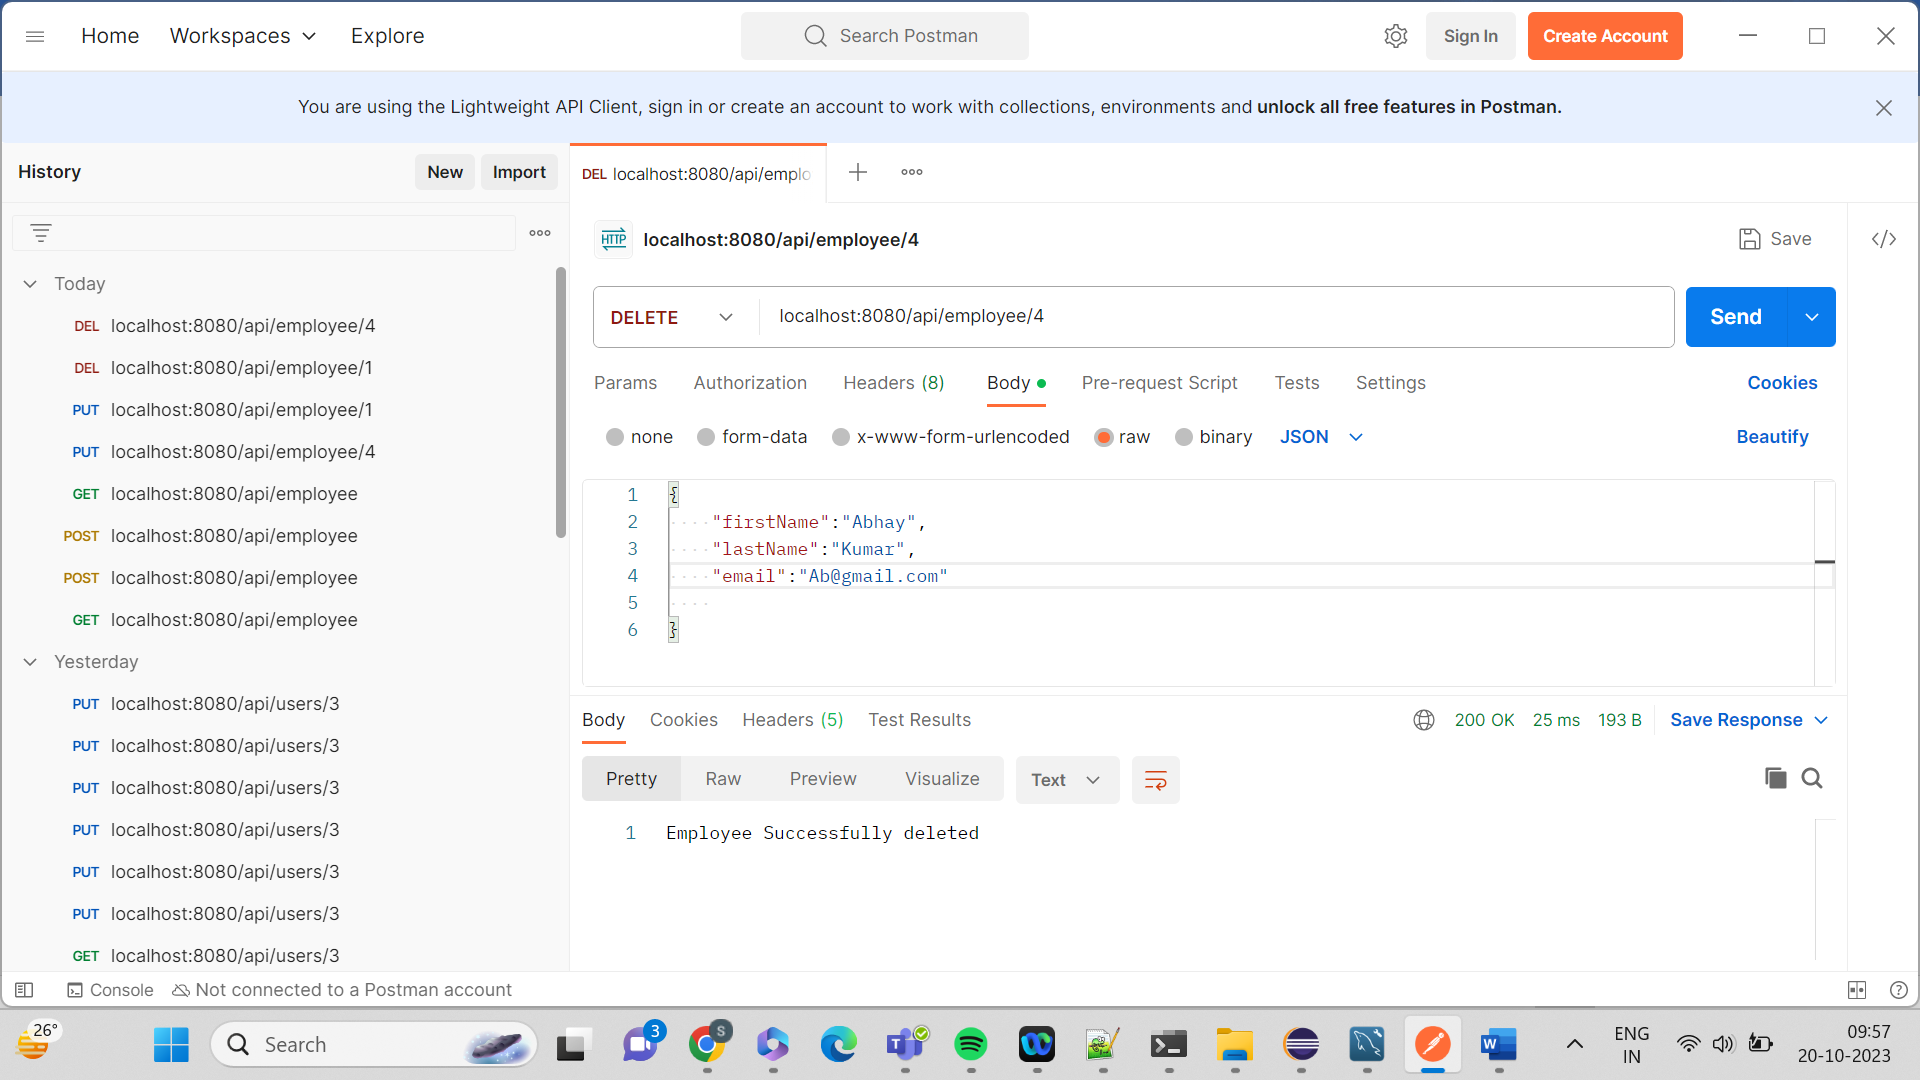 Home
Workspaces
Explore
Search Postman
Sign In
Create Account
You are using the Lightweight API Client, sign in or create an account to work with collections, environments and unlock all free features in Postman.
History
New
Import
DEL localhost:8080/api/emplo
HTTP localhost:8080/api/employee/4
Save
Today
DEL localhost:8080/api/employee/4
DEL localhost:8080/api/employee/1
PUT localhost:8080/api/employee/1
PUT localhost:8080/api/employee/4
GET localhost:8080/api/employee
POST localhost:8080/api/employee
POST localhost:8080/api/employee
GET localhost:8080/api/employee
Yesterday
PUT localhost:8080/api/users/3
PUT localhost:8080/api/users/3
PUT localhost:8080/api/users/3
PUT localhost:8080/api/users/3
PUT localhost:8080/api/users/3
PUT localhost:8080/api/users/3
GET localhost:8080/api/users/3
DELETE
localhost:8080/api/employee/4
Send
Params
Authorization
Headers (8)
Body
Pre-request Script
Tests
Settings
Cookies
none
form-data
x-www-form-urlencoded
raw
binary
JSON
Beautify
1 {
2 "firstName":"Abhay",
3 "lastName":"Kumar",
4 "email":"Ab@gmail.com"
5
6 }
Body
Cookies
Headers (5)
Test Results
200 OK
25 ms
193 B
Save Response
Pretty
Raw
Preview
Visualize
Text
1 Employee Successfully deleted
Console
Not connected to a Postman account
26°
Search
3
S
T
W
ENG
IN
09:57
20-10-2023